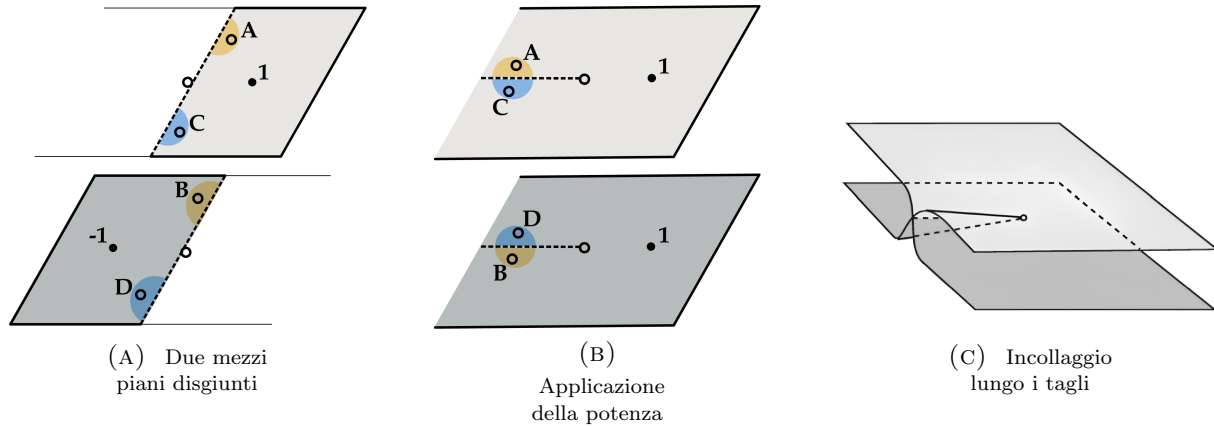 A
1
C
B
-1
D
A
1
C
D
1
B
(A) Due mezzi
piani disgiunti
(B)
Applicazione
della potenza
(C) Incollaggio
lungo i tagli